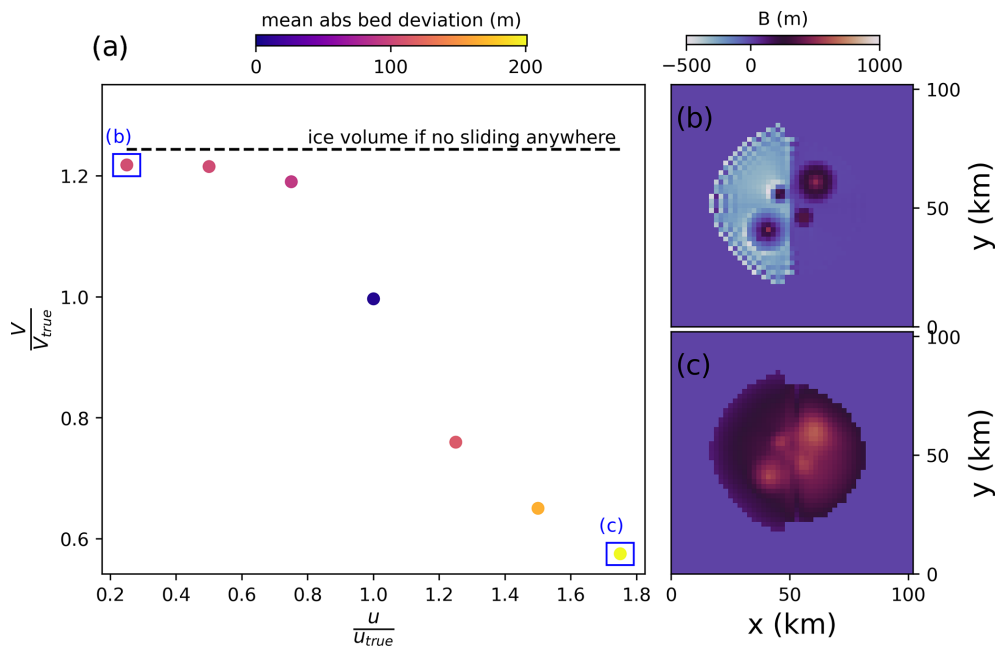 (a)
mean abs bed deviation (m)
0 100 200
B (m)
−500 0 1000
(b)
ice volume if no sliding anywhere
1.2
1.0
0.8
0.6
V
V_true
(c)
0.2 0.4 0.6 0.8 1.0 1.2 1.4 1.6 1.8
u
u_true
(b)
100
50
0
y (km)
(c)
100
50
0
y (km)
0 50 100
x (km)